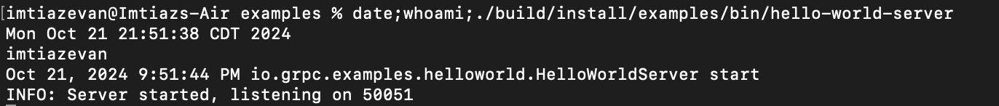 [imtiazevan@Imtiazs-Air examples % date;whoami;./build/install/examples/bin/hello-world-server
Mon Oct 21 21:51:38 CDT 2024
imtiazevan
Oct 21, 2024 9:51:44 PM io.grpc.examples.helloworld.HelloWorldServer start
INFO: Server started, listening on 50051